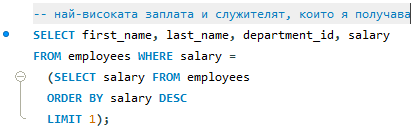 -- най-високата заплата и служителят, които я получава
SELECT first_name, last_name, department_id, salary
FROM employees WHERE salary =
(SELECT salary FROM employees
ORDER BY salary DESC
LIMIT 1);